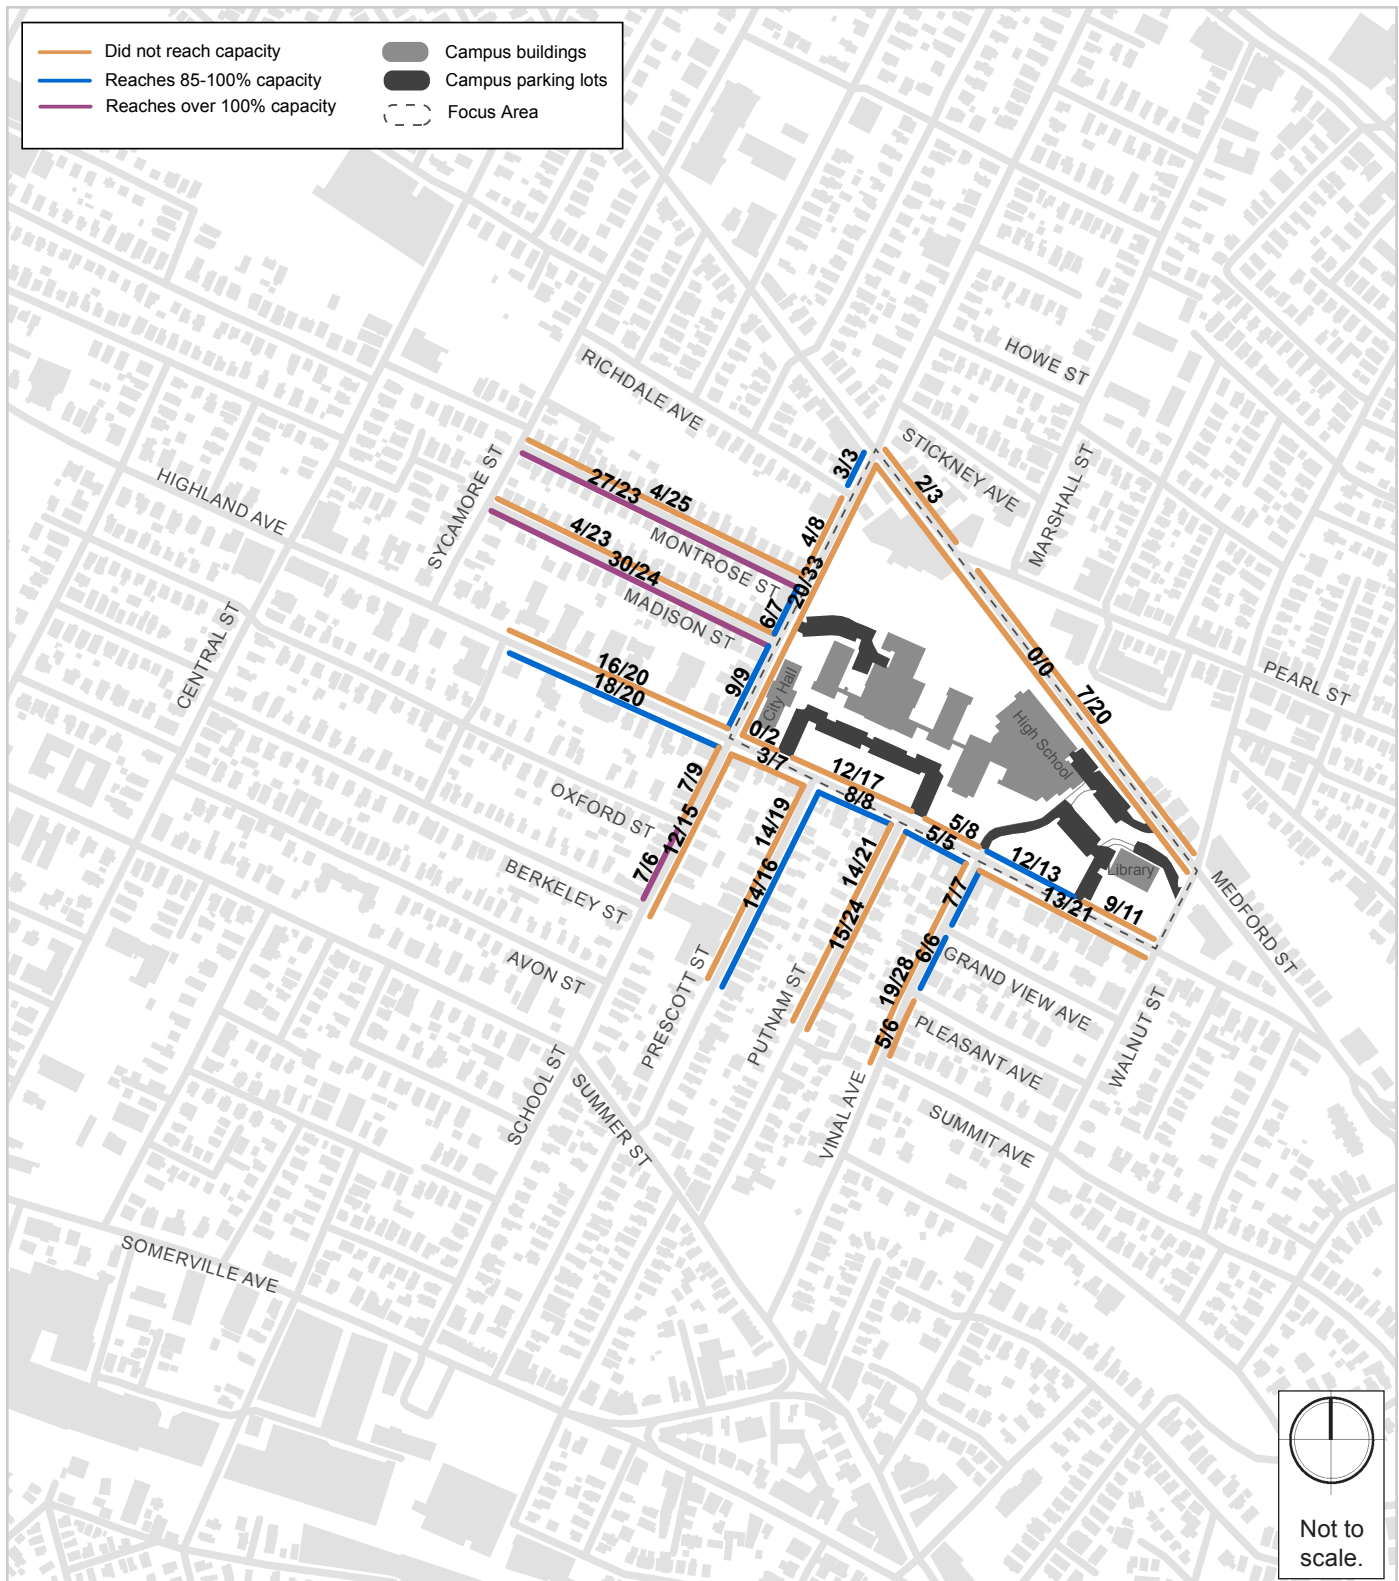 Did not reach capacity
Reaches 85-100% capacity
Reaches over 100% capacity
Campus buildings
Campus parking lots
Focus Area
HOWE ST
RICHDALE AVE
STICKNEY AVE
MARSHALL ST
SYCAMORE ST
HIGHLAND AVE
3/3
2/3
27/23
4/25
4/8
4/23
30/24
MONTROSE ST
20/33
6/7
MADISON ST
CENTRAL ST
0/0
7/20
PEARL ST
16/20
18/20
9/9
City Hall
High School
0/2
3/7
12/17
8/8
7/9
OXFORD ST
12/15
14/19
5/8
5/5
7/6
BERKELEY ST
14/16
14/21
12/13
Library
MEDFORD ST
7/7
13/21
9/11
15/24
6/6
GRAND VIEW AVE
AVON ST
19/28
PRESCOTT ST
PUTNAM ST
5/6
PLEASANT AVE
WALNUT ST
SCHOOL ST
SUMMER ST
VINAL AVE
SUMMIT AVE
SOMERVILLE AVE
Not to
scale.